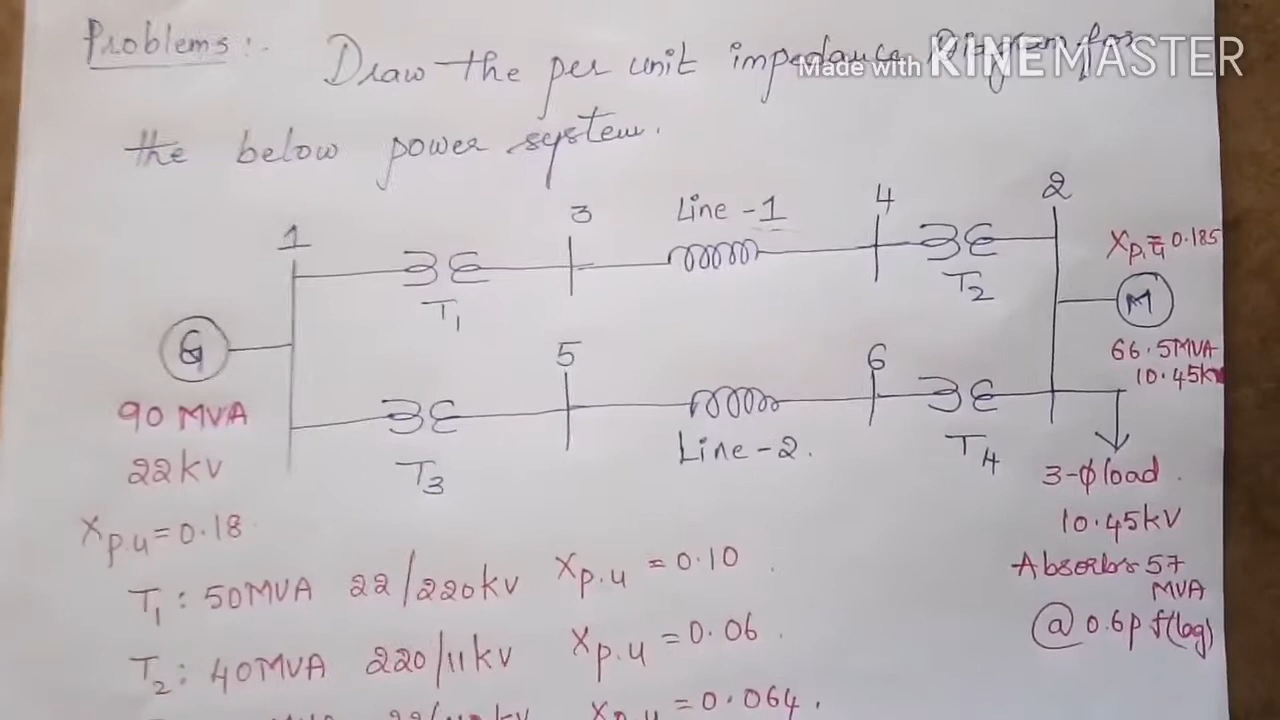 Problems:- Draw the per unit impedance Diagram for
Made with KINEMASTER
the below power system.
1
3
Line-1
4
2
T1
T2
Xp.u = 0.185
M
66.5MVA
10.45kV
G
90 MVA
22kV
Xp.u = 0.18
5
6
T3
Line-2.
T4
3-ϕ load
10.45kV
Absorbs 57
MVA
@ 0.6p f(lag)
T1 : 50MVA 22/220kV Xp.u = 0.10
T2 : 40MVA 220/11kV Xp.u = 0.06
Xp.u = 0.064